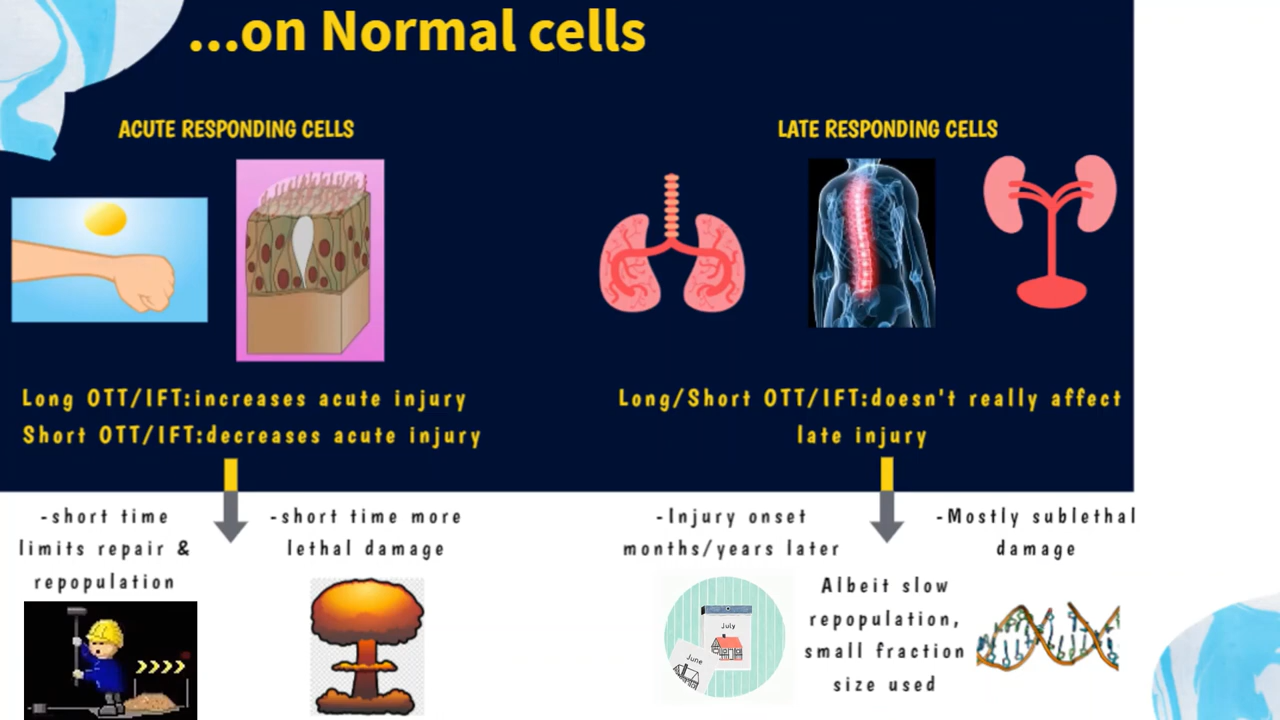 ...on Normal cells
ACUTE RESPONDING CELLS
Long OTT/IFT:increases acute injury
Short OTT/IFT:decreases acute injury
-short time
limits repair &
repopulation
-short time more
lethal damage
LATE RESPONDING CELLS
Long/Short OTT/IFT:doesn't really affect
late injury
-Injury onset
months/years later
July
June
Albeit slow
repopulation,
small fraction
size used
-Mostly sublethal
damage